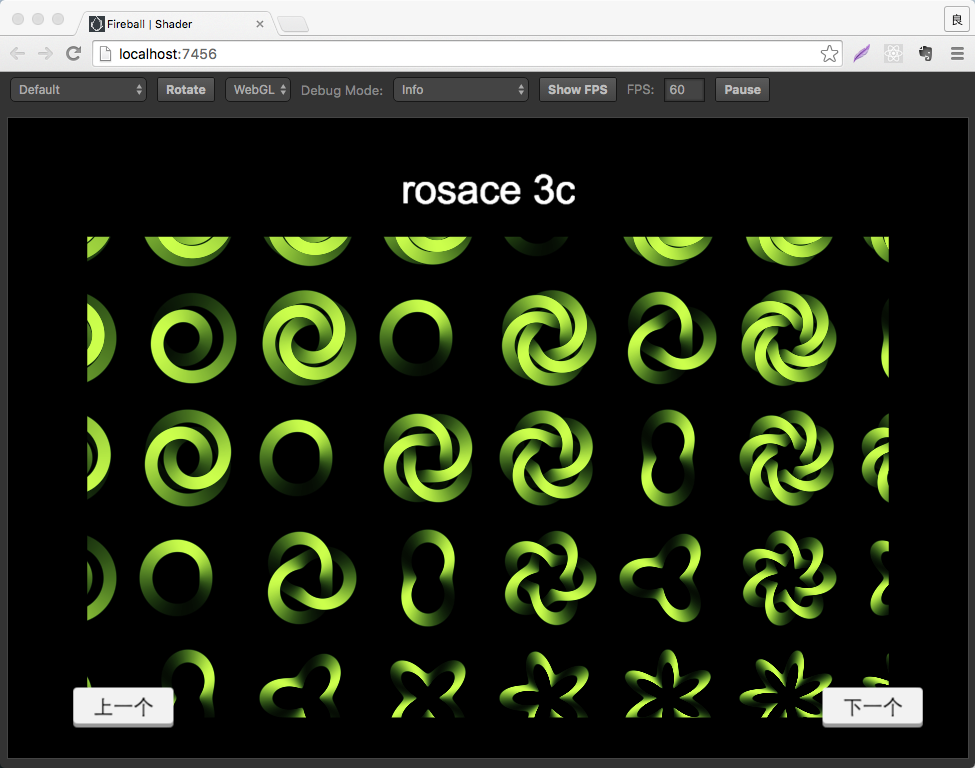 Fireball | Shader
良
localhost:7456
Default Rotate WebGL Debug Mode: Info Show FPS FPS: 60 Pause
rosace 3c
上一个 下一个